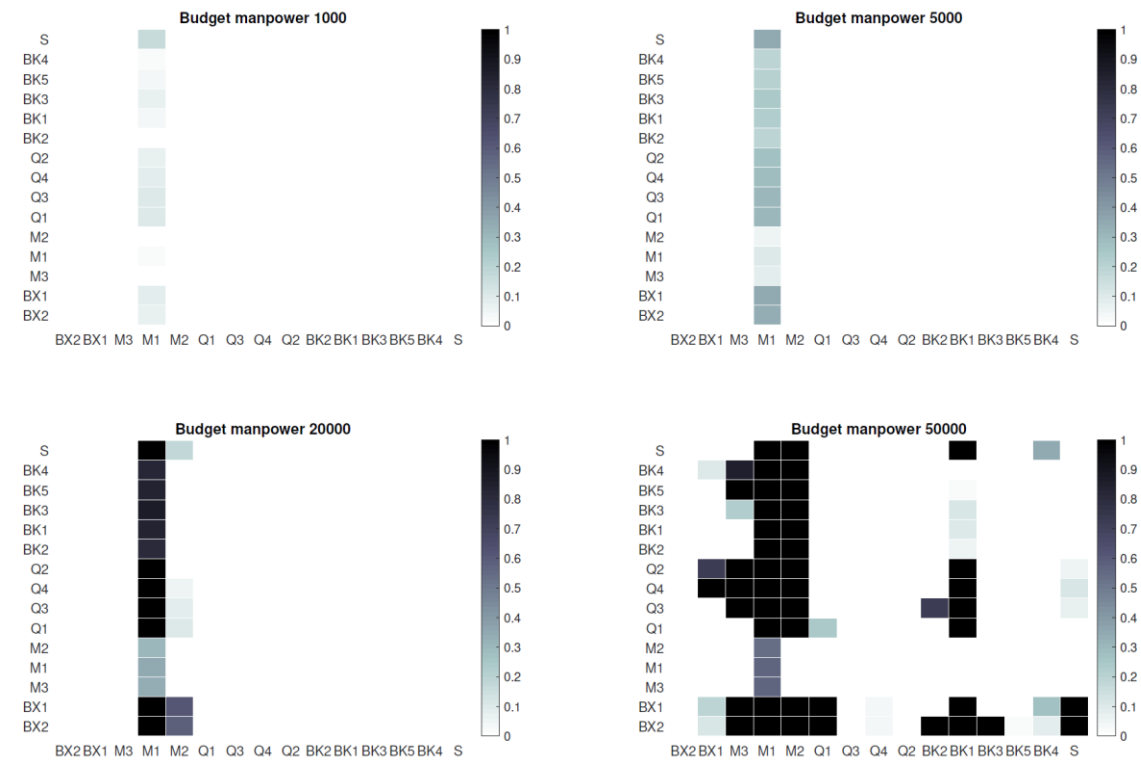 Budget manpower 1000
S
BK4
BK5
BK3
BK1
BK2
Q2
Q4
Q3
Q1
M2
M1
M3
BX1
BX2
BX2 BX1 M3 M1 M2 Q1 Q3 Q4 Q2 BK2 BK1 BK3 BK5 BK4 S
1
0.9
0.8
0.7
0.6
0.5
0.4
0.3
0.2
0.1
0
Budget manpower 5000
S
BK4
BK5
BK3
BK1
BK2
Q2
Q4
Q3
Q1
M2
M1
M3
BX1
BX2
BX2 BX1 M3 M1 M2 Q1 Q3 Q4 Q2 BK2 BK1 BK3 BK5 BK4 S
1
0.9
0.8
0.7
0.6
0.5
0.4
0.3
0.2
0.1
0
Budget manpower 20000
S
BK4
BK5
BK3
BK1
BK2
Q2
Q4
Q3
Q1
M2
M1
M3
BX1
BX2
BX2 BX1 M3 M1 M2 Q1 Q3 Q4 Q2 BK2 BK1 BK3 BK5 BK4 S
1
0.9
0.8
0.7
0.6
0.5
0.4
0.3
0.2
0.1
0
Budget manpower 50000
S
BK4
BK5
BK3
BK1
BK2
Q2
Q4
Q3
Q1
M2
M1
M3
BX1
BX2
BX2 BX1 M3 M1 M2 Q1 Q3 Q4 Q2 BK2 BK1 BK3 BK5 BK4 S
1
0.9
0.8
0.7
0.6
0.5
0.4
0.3
0.2
0.1
0